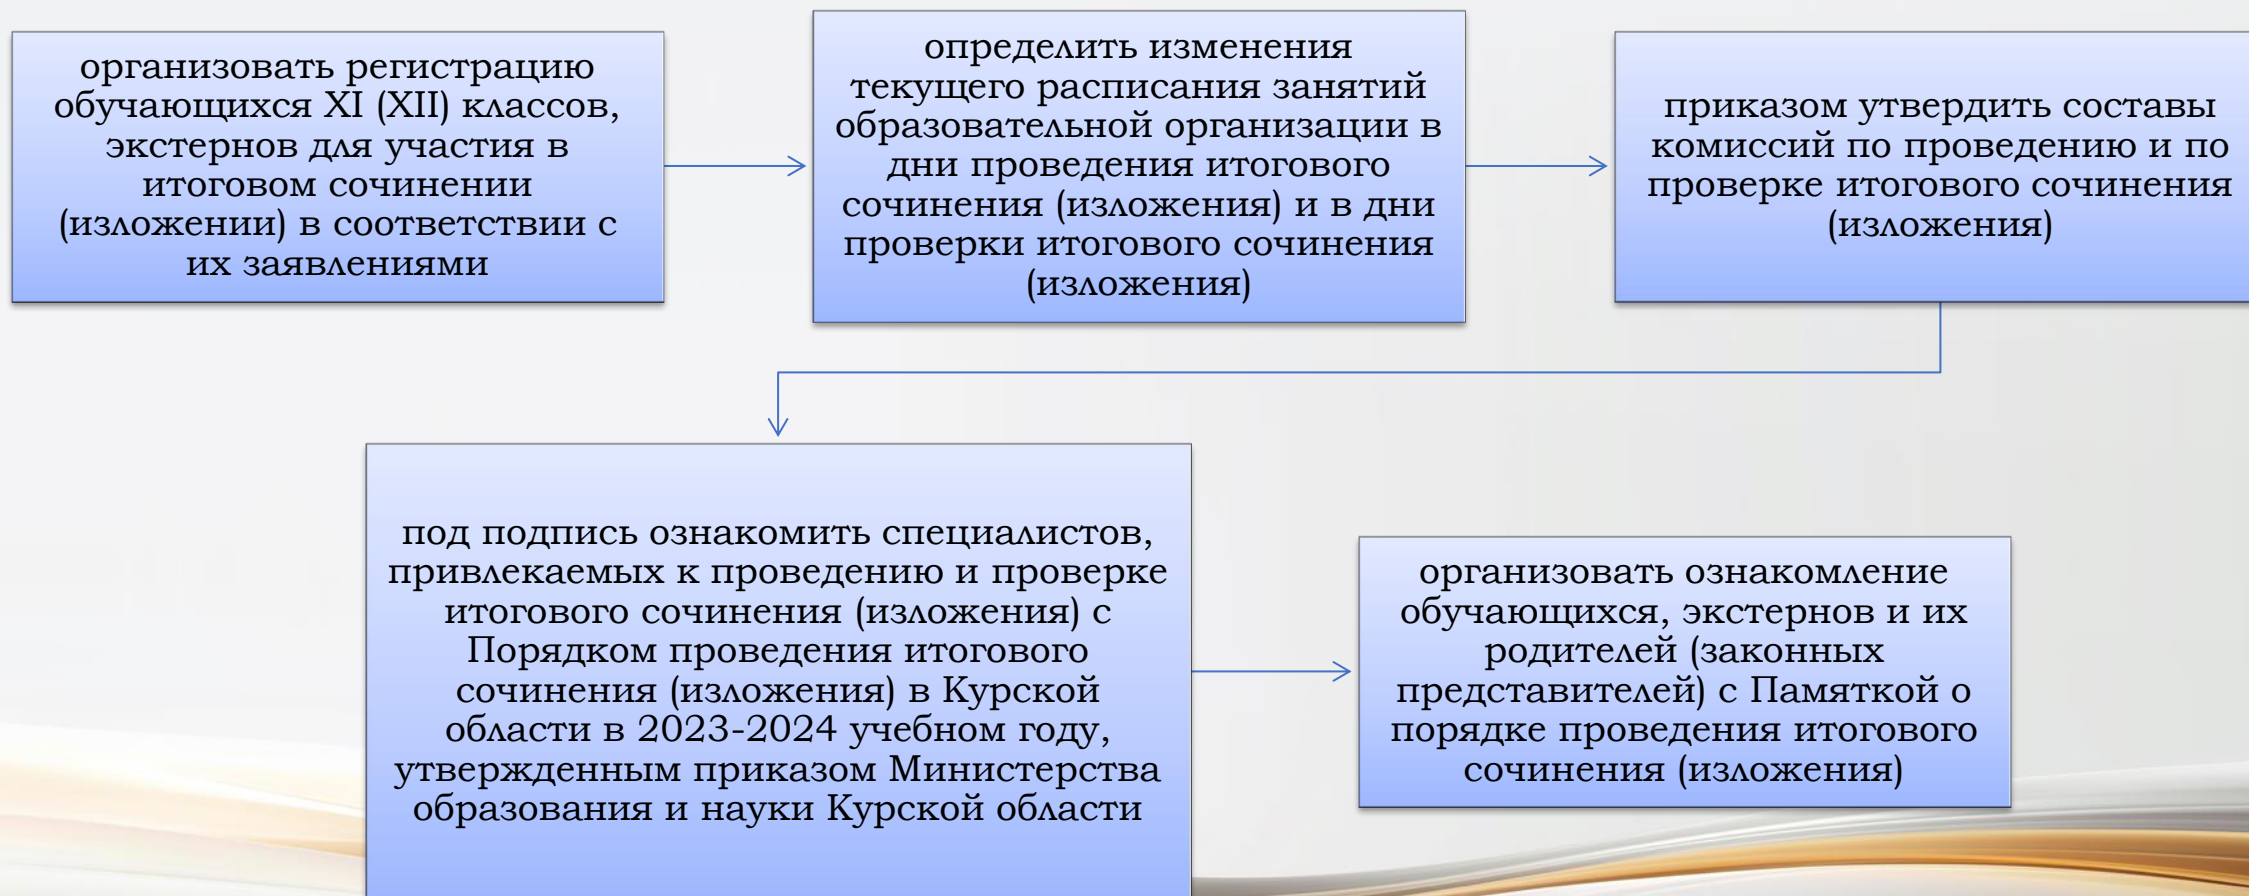 организовать регистрацию
обучающихся XI (XII) классов,
экстернов для участия в
итоговом сочинении
(изложении) в соответствии с
их заявлениями
определить изменения
текущего расписания занятий
образовательной организации в
дни проведения итогового
сочинения (изложения) и в дни
проверки итогового сочинения
(изложения)
приказом утвердить составы
комиссий по проведению и по
проверке итогового сочинения
(изложения)
под подпись ознакомить специалистов,
привлекаемых к проведению и проверке
итогового сочинения (изложения) с
Порядком проведения итогового
сочинения (изложения) в Курской
области в 2023-2024 учебном году,
утвержденным приказом Министерства
образования и науки Курской области
организовать ознакомление
обучающихся, экстернов и их
родителей (законных
представителей) с Памяткой о
порядке проведения итогового
сочинения (изложения)